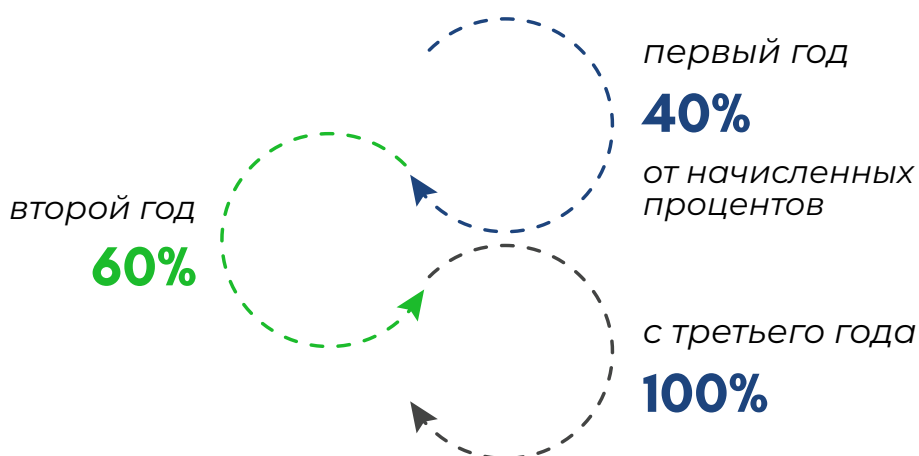 первый год
40%
от начисленных
процентов
второй год
60%
с третьего года
100%